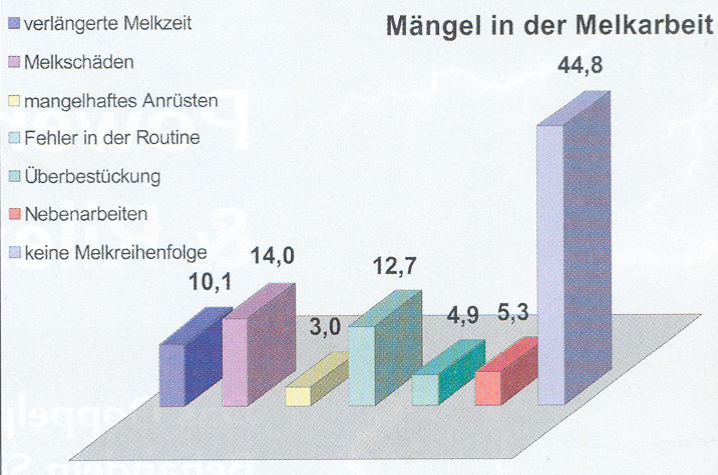 Mängel in der Melkarbeit
verlängerte Melkzeit
Melkschäden
mangelhaftes Anrüsten
Fehler in der Routine
Überbestückung
Nebenarbeiten
keine Melkreihenfolge
10,1
14,0
3,0
12,7
4,9
5,3
44,8